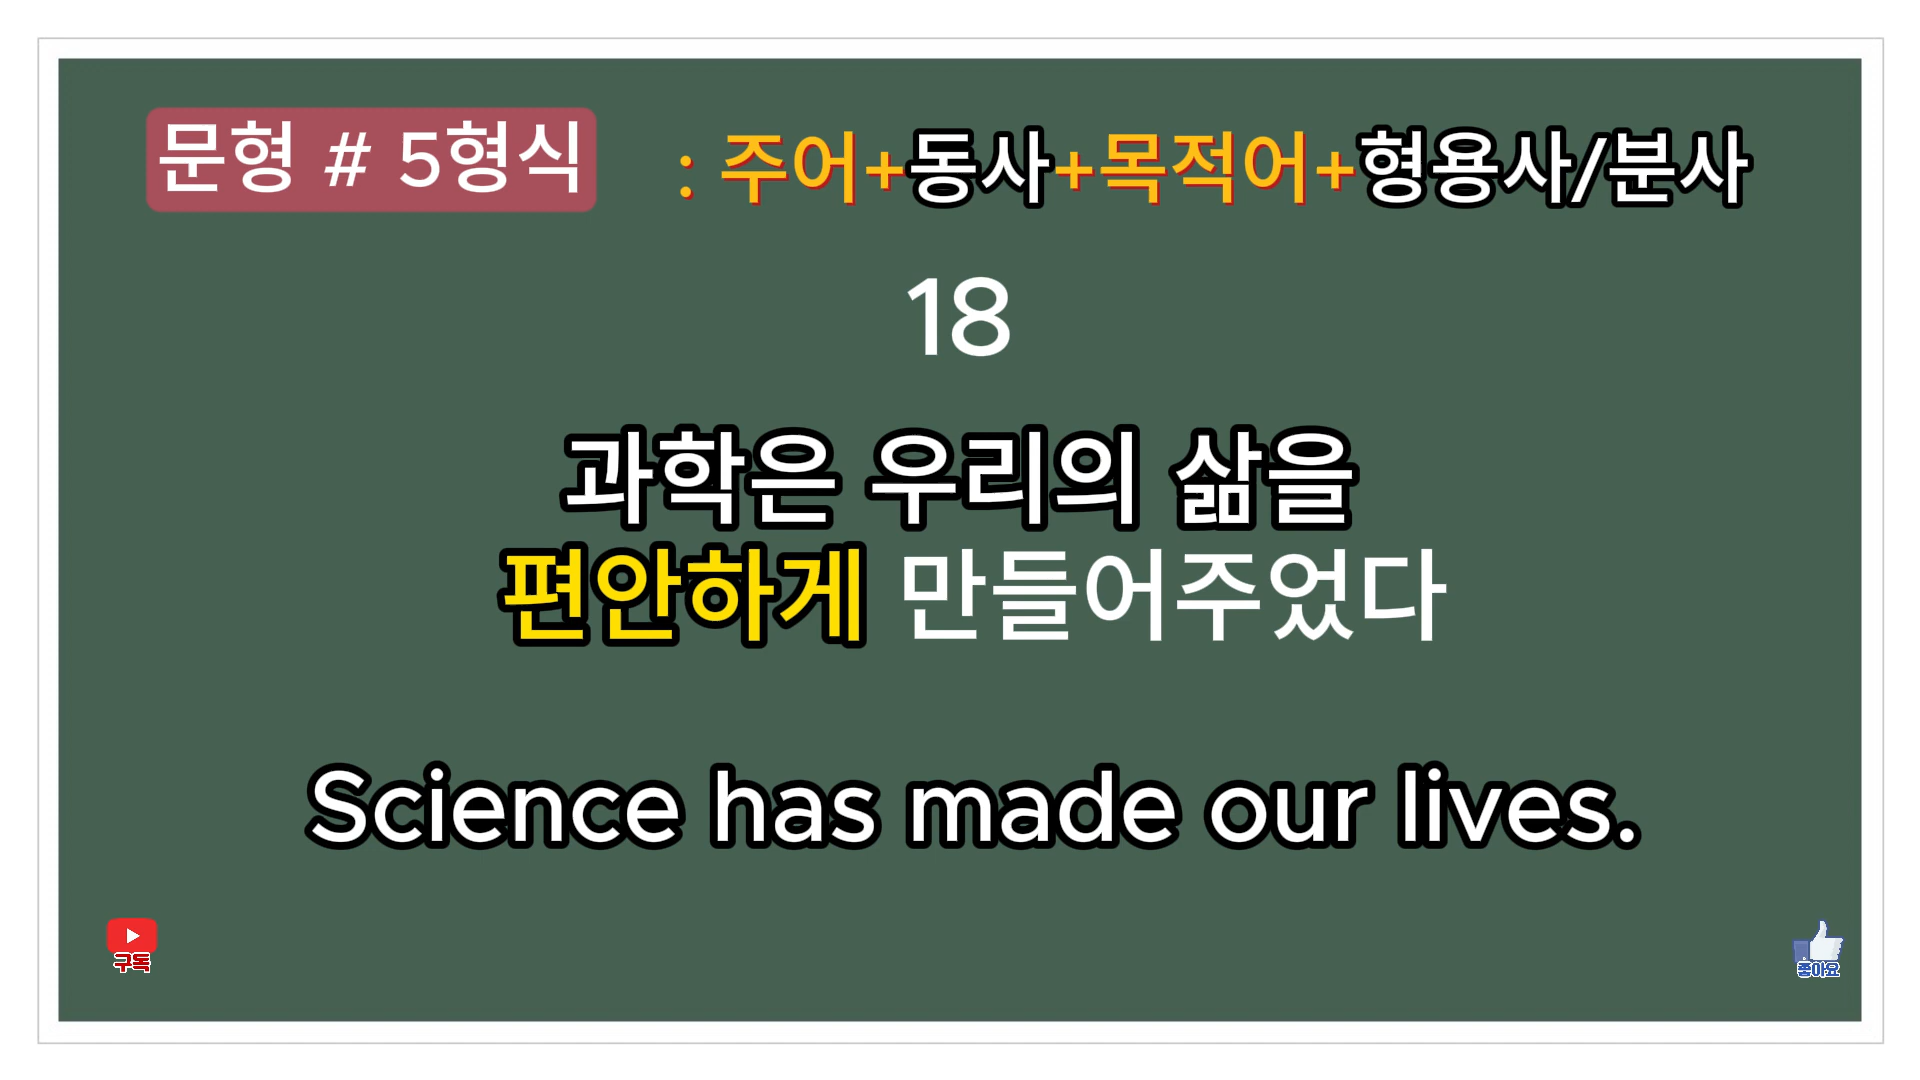 문형 # 5형식 : 주어+동사+목적어+형용사/분사
18
과학은 우리의 삶을
편안하게 만들어주었다
Science has made our lives.
구독
좋아요